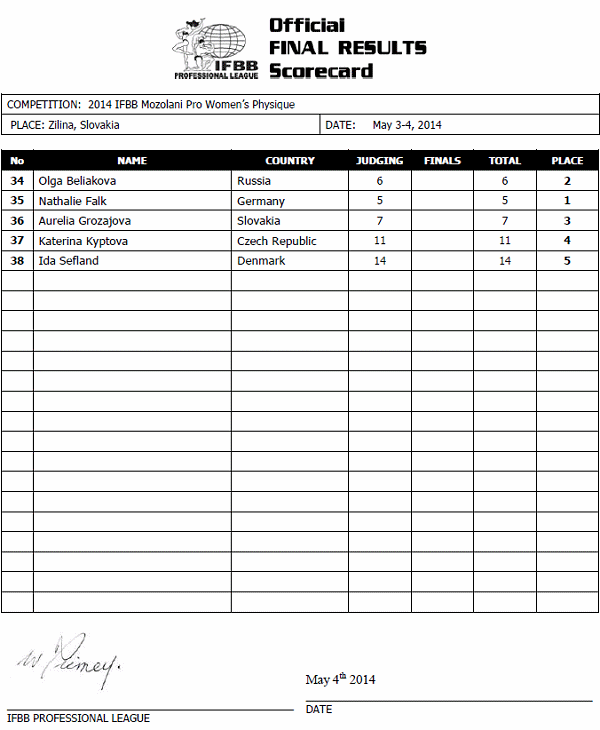 Official
FINAL RESULTS
Scorecard
IFBB
PROFESSIONAL LEAGUE
COMPETITION: 2014 IFBB Mozolani Pro Women's Physique
PLACE: Zilina, Slovakia DATE: May 3-4, 2014
No NAME COUNTRY JUDGING FINALS TOTAL PLACE
34 Olga Beliakova Russia 6 6 2
35 Nathalie Falk Germany 5 5 1
36 Aurelia Grozajova Slovakia 7 7 3
37 Katerina Kyptova Czech Republic 11 11 4
38 Ida Sefland Denmark 14 14 5
May 4th 2014
IFBB PROFESSIONAL LEAGUE
DATE